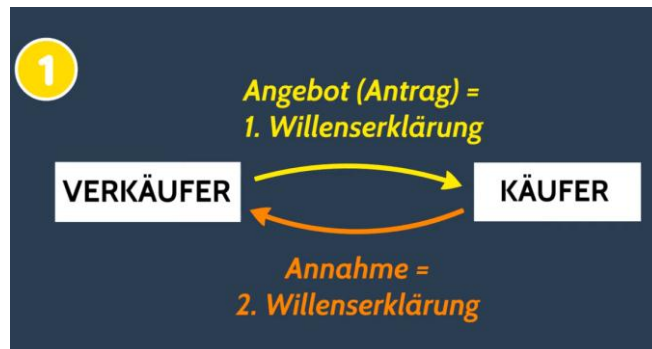 1
Angebot (Antrag) =
1. Willenserklärung
VERKÄUFER
KÄUFER
Annahme =
2. Willenserklärung